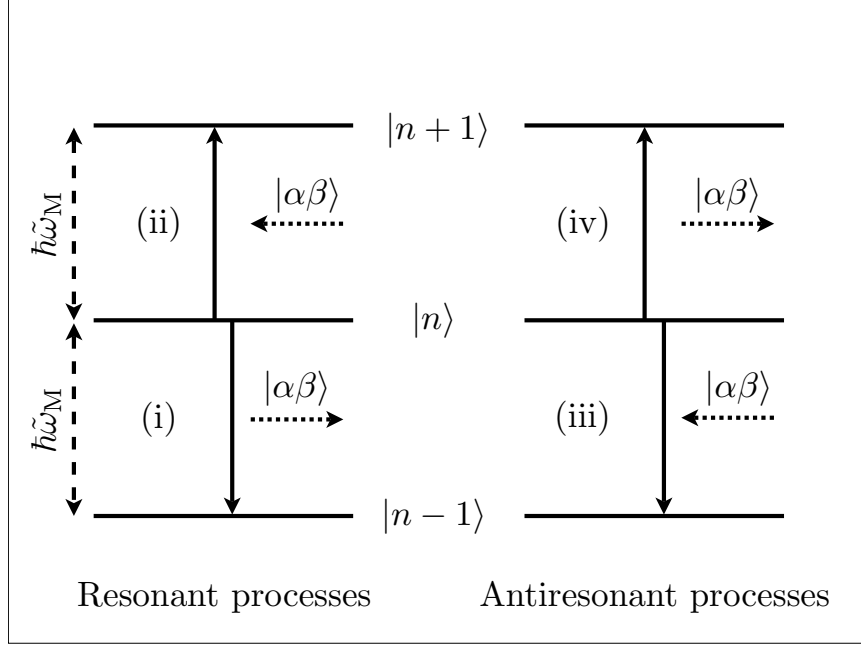 |n + 1⟩
ħω̃_M
(ii)
|αβ⟩
(iv)
|αβ⟩
|n⟩
ħω̃_M
(i)
|αβ⟩
(iii)
|αβ⟩
|n − 1⟩
Resonant processes
Antiresonant processes